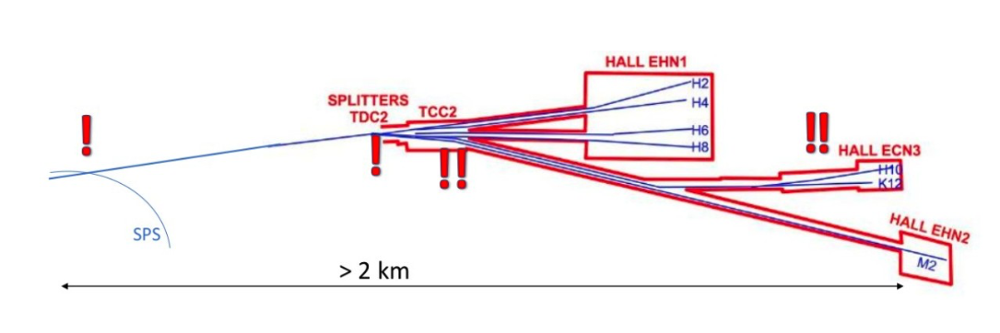 HALL EHN1
H2
H4
H6
H8
SPLITTERS
TDC2
TCC2
!
!
!!
!!
HALL ECN3
H10
K12
HALL EHN2
M2
SPS
> 2 km